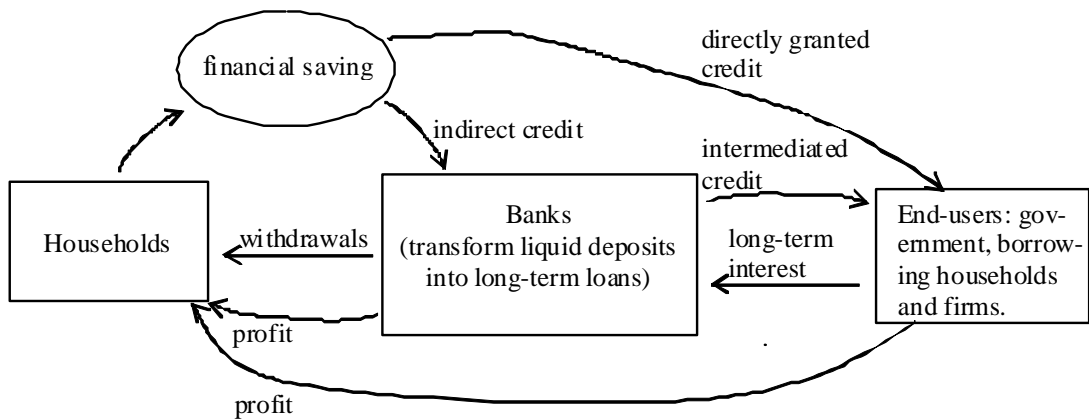 financial saving
directly granted
credit
indirect credit
intermediated
credit
Households
withdrawals
Banks
(transform liquid deposits
into long-term loans)
long-term
interest
End-users: gov-
ernment, borrow-
ing households
and firms.
profit
profit